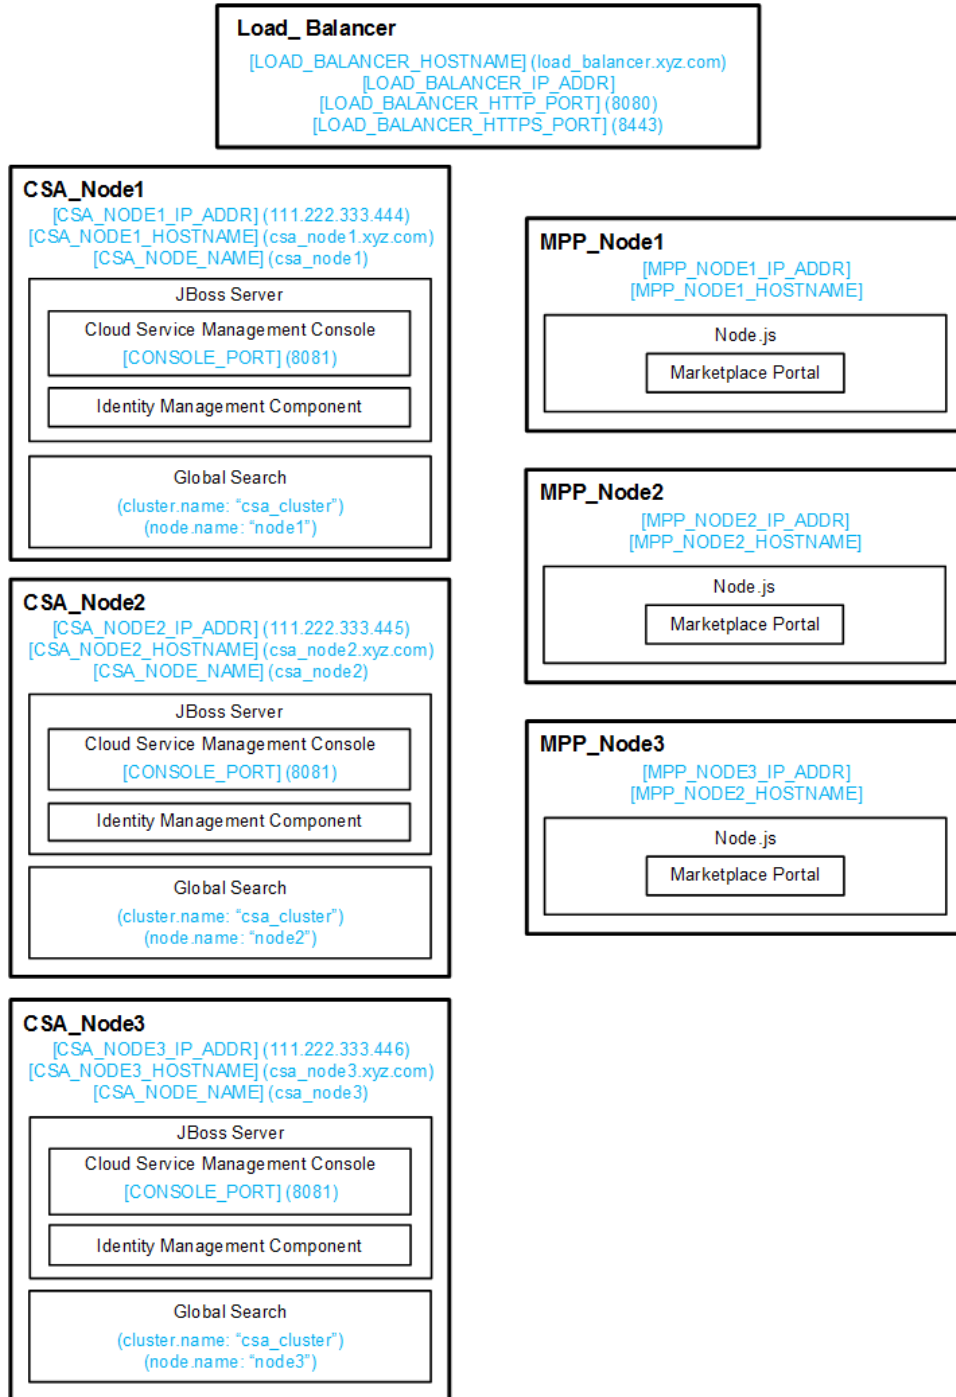 Load_ Balancer
[LOAD_BALANCER_HOSTNAME] (load_balancer.xyz.com)
[LOAD_BALANCER_IP_ADDR]
[LOAD_BALANCER_HTTP_PORT] (8080)
[LOAD_BALANCER_HTTPS_PORT] (8443)
CSA_Node1
[CSA_NODE1_IP_ADDR] (111.222.333.444)
[CSA_NODE1_HOSTNAME] (csa_node1.xyz.com)
[CSA_NODE_NAME] (csa_node1)
JBoss Server
Cloud Service Management Console
[CONSOLE_PORT] (8081)
Identity Management Component
Global Search
(cluster.name: “csa_cluster”)
(node.name: “node1”)
CSA_Node2
[CSA_NODE2_IP_ADDR] (111.222.333.445)
[CSA_NODE2_HOSTNAME] (csa_node2.xyz.com)
[CSA_NODE_NAME] (csa_node2)
JBoss Server
Cloud Service Management Console
[CONSOLE_PORT] (8081)
Identity Management Component
Global Search
(cluster.name: “csa_cluster”)
(node.name: “node2”)
CSA_Node3
[CSA_NODE3_IP_ADDR] (111.222.333.446)
[CSA_NODE3_HOSTNAME] (csa_node3.xyz.com)
[CSA_NODE_NAME] (csa_node3)
JBoss Server
Cloud Service Management Console
[CONSOLE_PORT] (8081)
Identity Management Component
Global Search
(cluster.name: “csa_cluster”)
(node.name: “node3”)
MPP_Node1
[MPP_NODE1_IP_ADDR]
[MPP_NODE1_HOSTNAME]
Node.js
Marketplace Portal
MPP_Node2
[MPP_NODE2_IP_ADDR]
[MPP_NODE2_HOSTNAME]
Node.js
Marketplace Portal
MPP_Node3
[MPP_NODE3_IP_ADDR]
[MPP_NODE2_HOSTNAME]
Node.js
Marketplace Portal